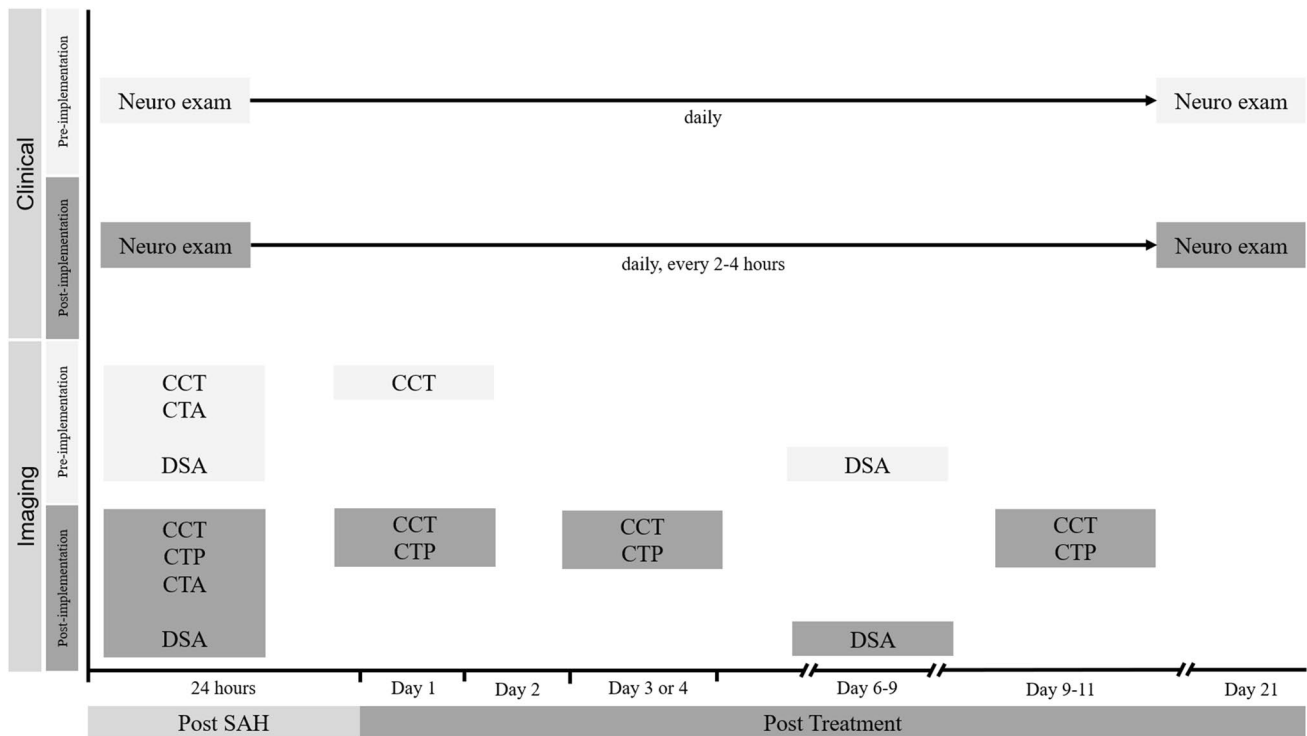 Clinical
Pre-implementation
Neuro exam
daily
Neuro exam
Post-implementation
Neuro exam
daily, every 2-4 hours
Neuro exam
Imaging
Pre-implementation
CCT
CTA
DSA
CCT
DSA
Post-implementation
CCT
CTP
CTA
DSA
CCT
CTP
CCT
CTP
DSA
CCT
CTP
24 hours
Day 1
Day 2
Day 3 or 4
Day 6-9
Day 9-11
Day 21
Post SAH
Post Treatment